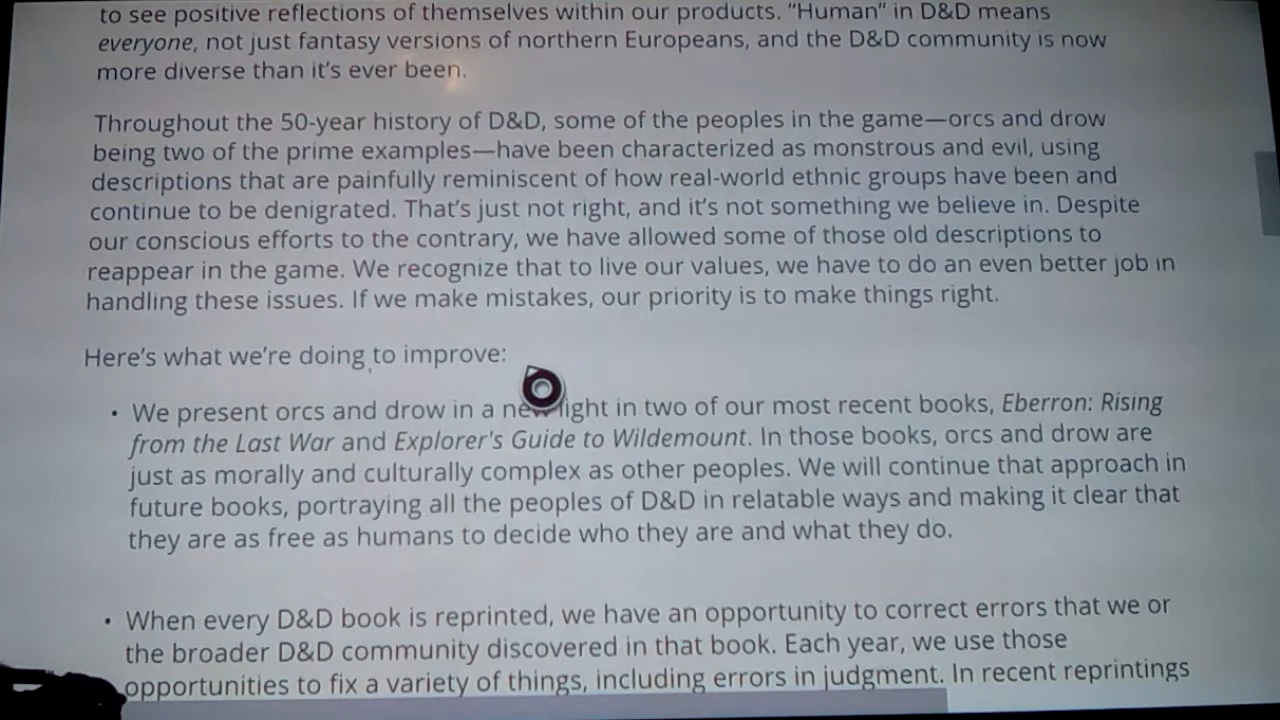 to see positive reflections of themselves within our products. “Human” in D&D means
everyone, not just fantasy versions of northern Europeans, and the D&D community is now
more diverse than it’s ever been.
Throughout the 50-year history of D&D, some of the peoples in the game—orcs and drow
being two of the prime examples—have been characterized as monstrous and evil, using
descriptions that are painfully reminiscent of how real-world ethnic groups have been and
continue to be denigrated. That’s just not right, and it’s not something we believe in. Despite
our conscious efforts to the contrary, we have allowed some of those old descriptions to
reappear in the game. We recognize that to live our values, we have to do an even better job in
handling these issues. If we make mistakes, our priority is to make things right.
Here’s what we’re doing to improve:
• We present orcs and drow in a new light in two of our most recent books, Eberron: Rising
from the Last War and Explorer's Guide to Wildemount. In those books, orcs and drow are
just as morally and culturally complex as other peoples. We will continue that approach in
future books, portraying all the peoples of D&D in relatable ways and making it clear that
they are as free as humans to decide who they are and what they do.
• When every D&D book is reprinted, we have an opportunity to correct errors that we or
the broader D&D community discovered in that book. Each year, we use those
opportunities to fix a variety of things, including errors in judgment. In recent reprintings